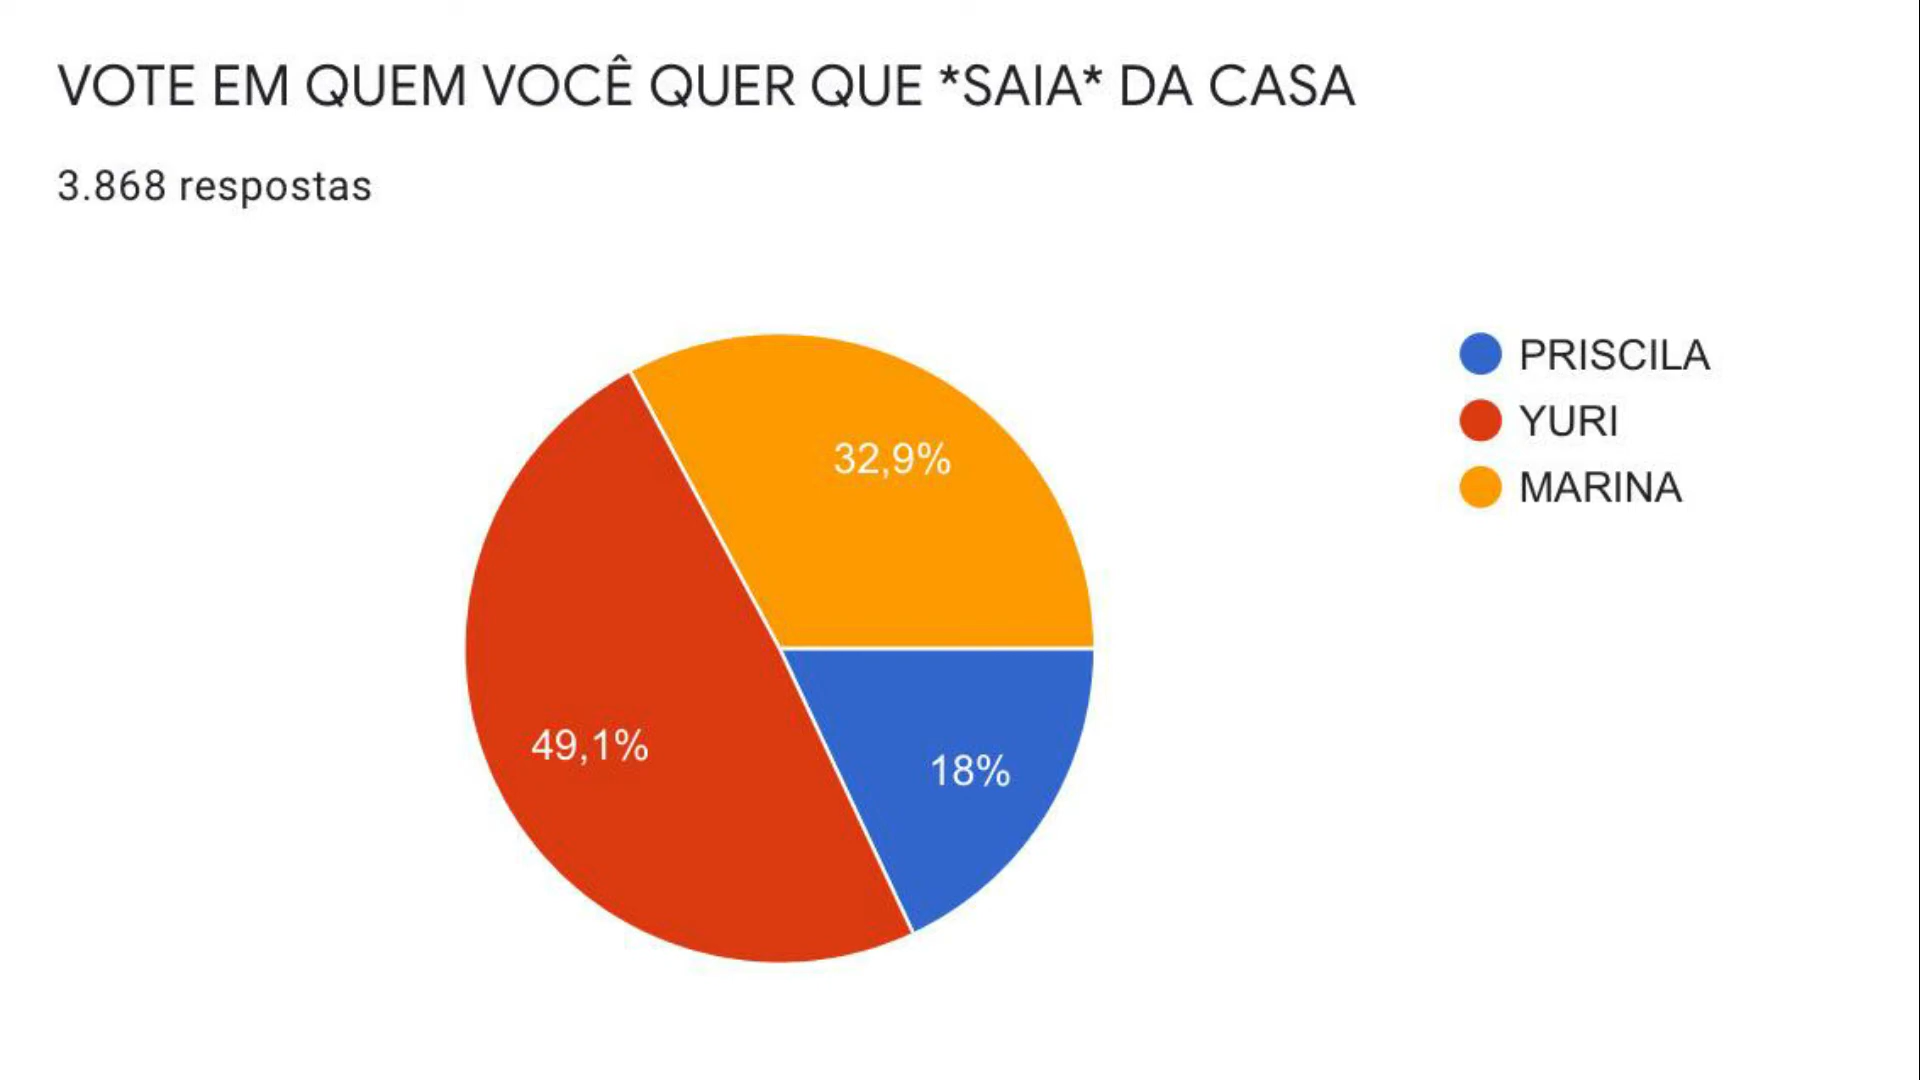 VOTE EM QUEM VOCÊ QUER QUE *SAIA* DA CASA
3.868 respostas
PRISCILA
YURI
MARINA
32,9%
49,1%
18%